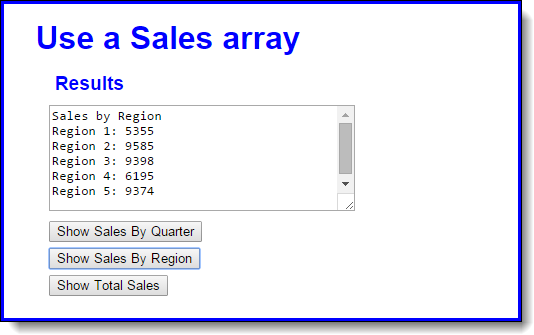 Use a Sales array
Results
Sales by Region
Region 1: 5355
Region 2: 9585
Region 3: 9398
Region 4: 6195
Region 5: 9374
Show Sales By Quarter
Show Sales By Region
Show Total Sales